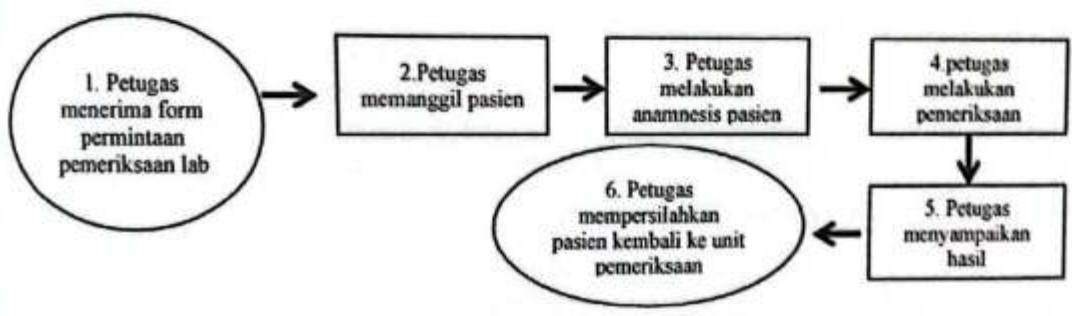 1. Petugas
menerima form
permintaan
pemeriksaan lab
2.Petugas
memanggil pasien
3. Petugas
melakukan
anamnesis pasien
4.petugas
melakukan
pemeriksaan
5. Petugas
menyampaikan
hasil
6. Petugas
mempersilahkan
pasien kembali ke unit
pemeriksaan